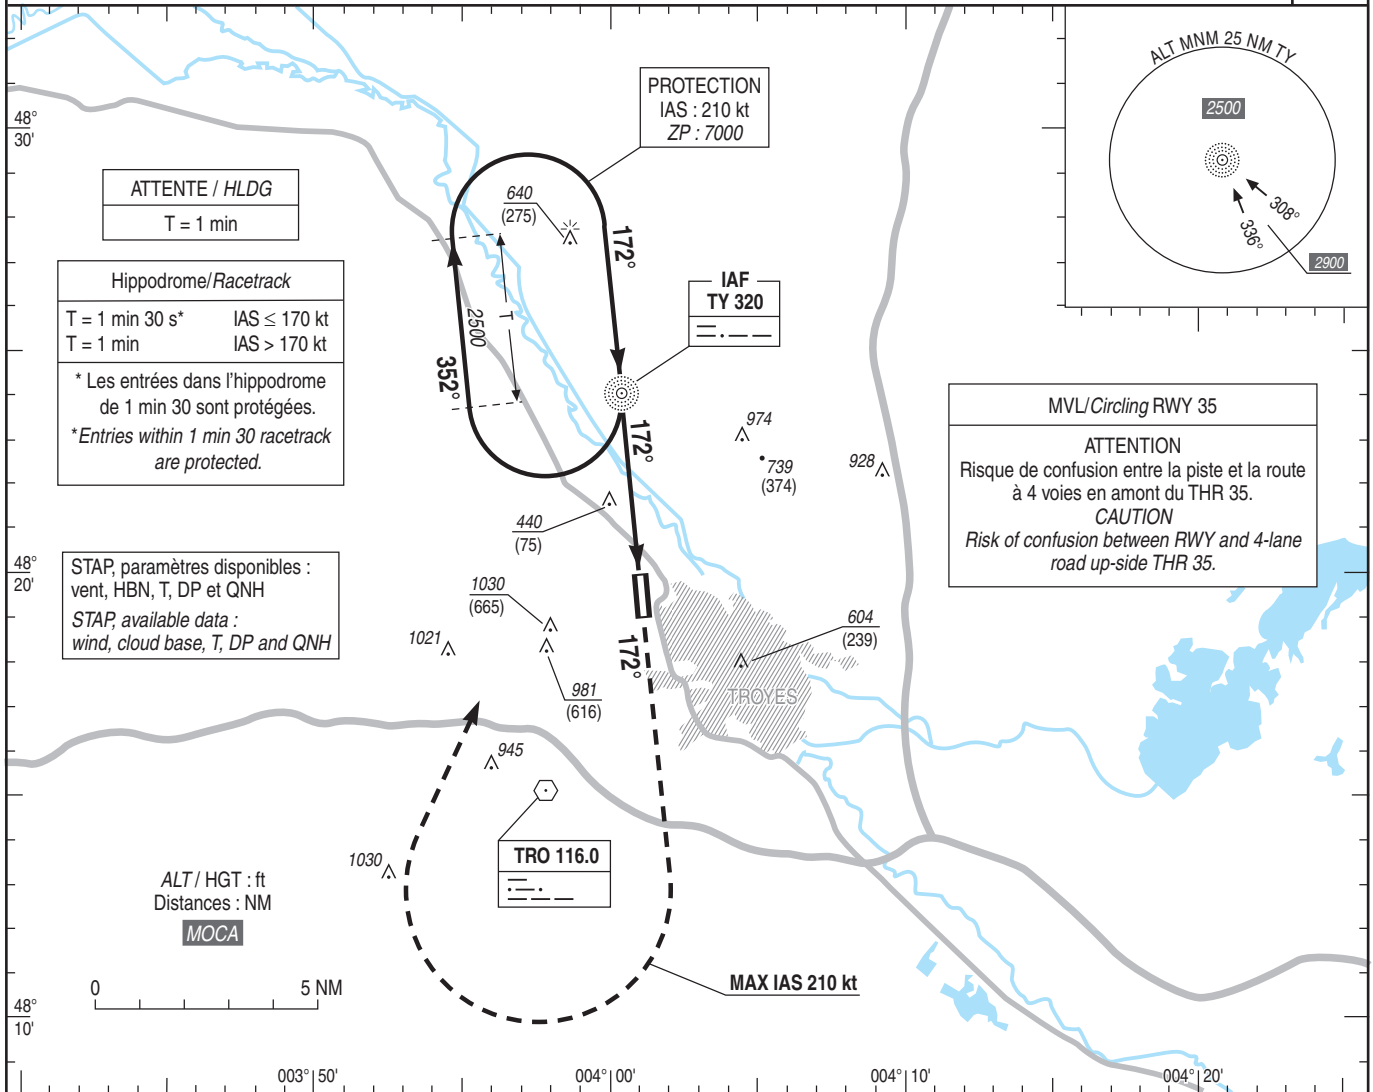 ALT MNM 25 NM TY
2500
308°
336°
2900
48°
30'
PROTECTION
IAS : 210 kt
ZP : 7000
ATTENTE / HLDG
T = 1 min
640
(275)
172°
Hippodrome/Racetrack
T = 1 min 30 s* IAS ≤ 170 kt
T = 1 min IAS > 170 kt
* Les entrées dans l'hippodrome
de 1 min 30 sont protégées.
*Entries within 1 min 30 racetrack
are protected.
IAF
TY 320
2500
352°
172°
974
739
(374)
928
MVL/Circling RWY 35
ATTENTION
Risque de confusion entre la piste et la route
à 4 voies en amont du THR 35.
CAUTION
Risk of confusion between RWY and 4-lane
road up-side THR 35.
440
(75)
48°
20'
STAP, paramètres disponibles :
vent, HBN, T, DP et QNH
STAP, available data :
wind, cloud base, T, DP and QNH
1030
(665)
1021
604
(239)
172°
981
(616)
TROYES
945
TRO 116.0
1030
ALT / HGT : ft
Distances : NM
MOCA
MAX IAS 210 kt
0 5 NM
48°
10'
003° 50' 004° 00' 004° 10' 004° 20'